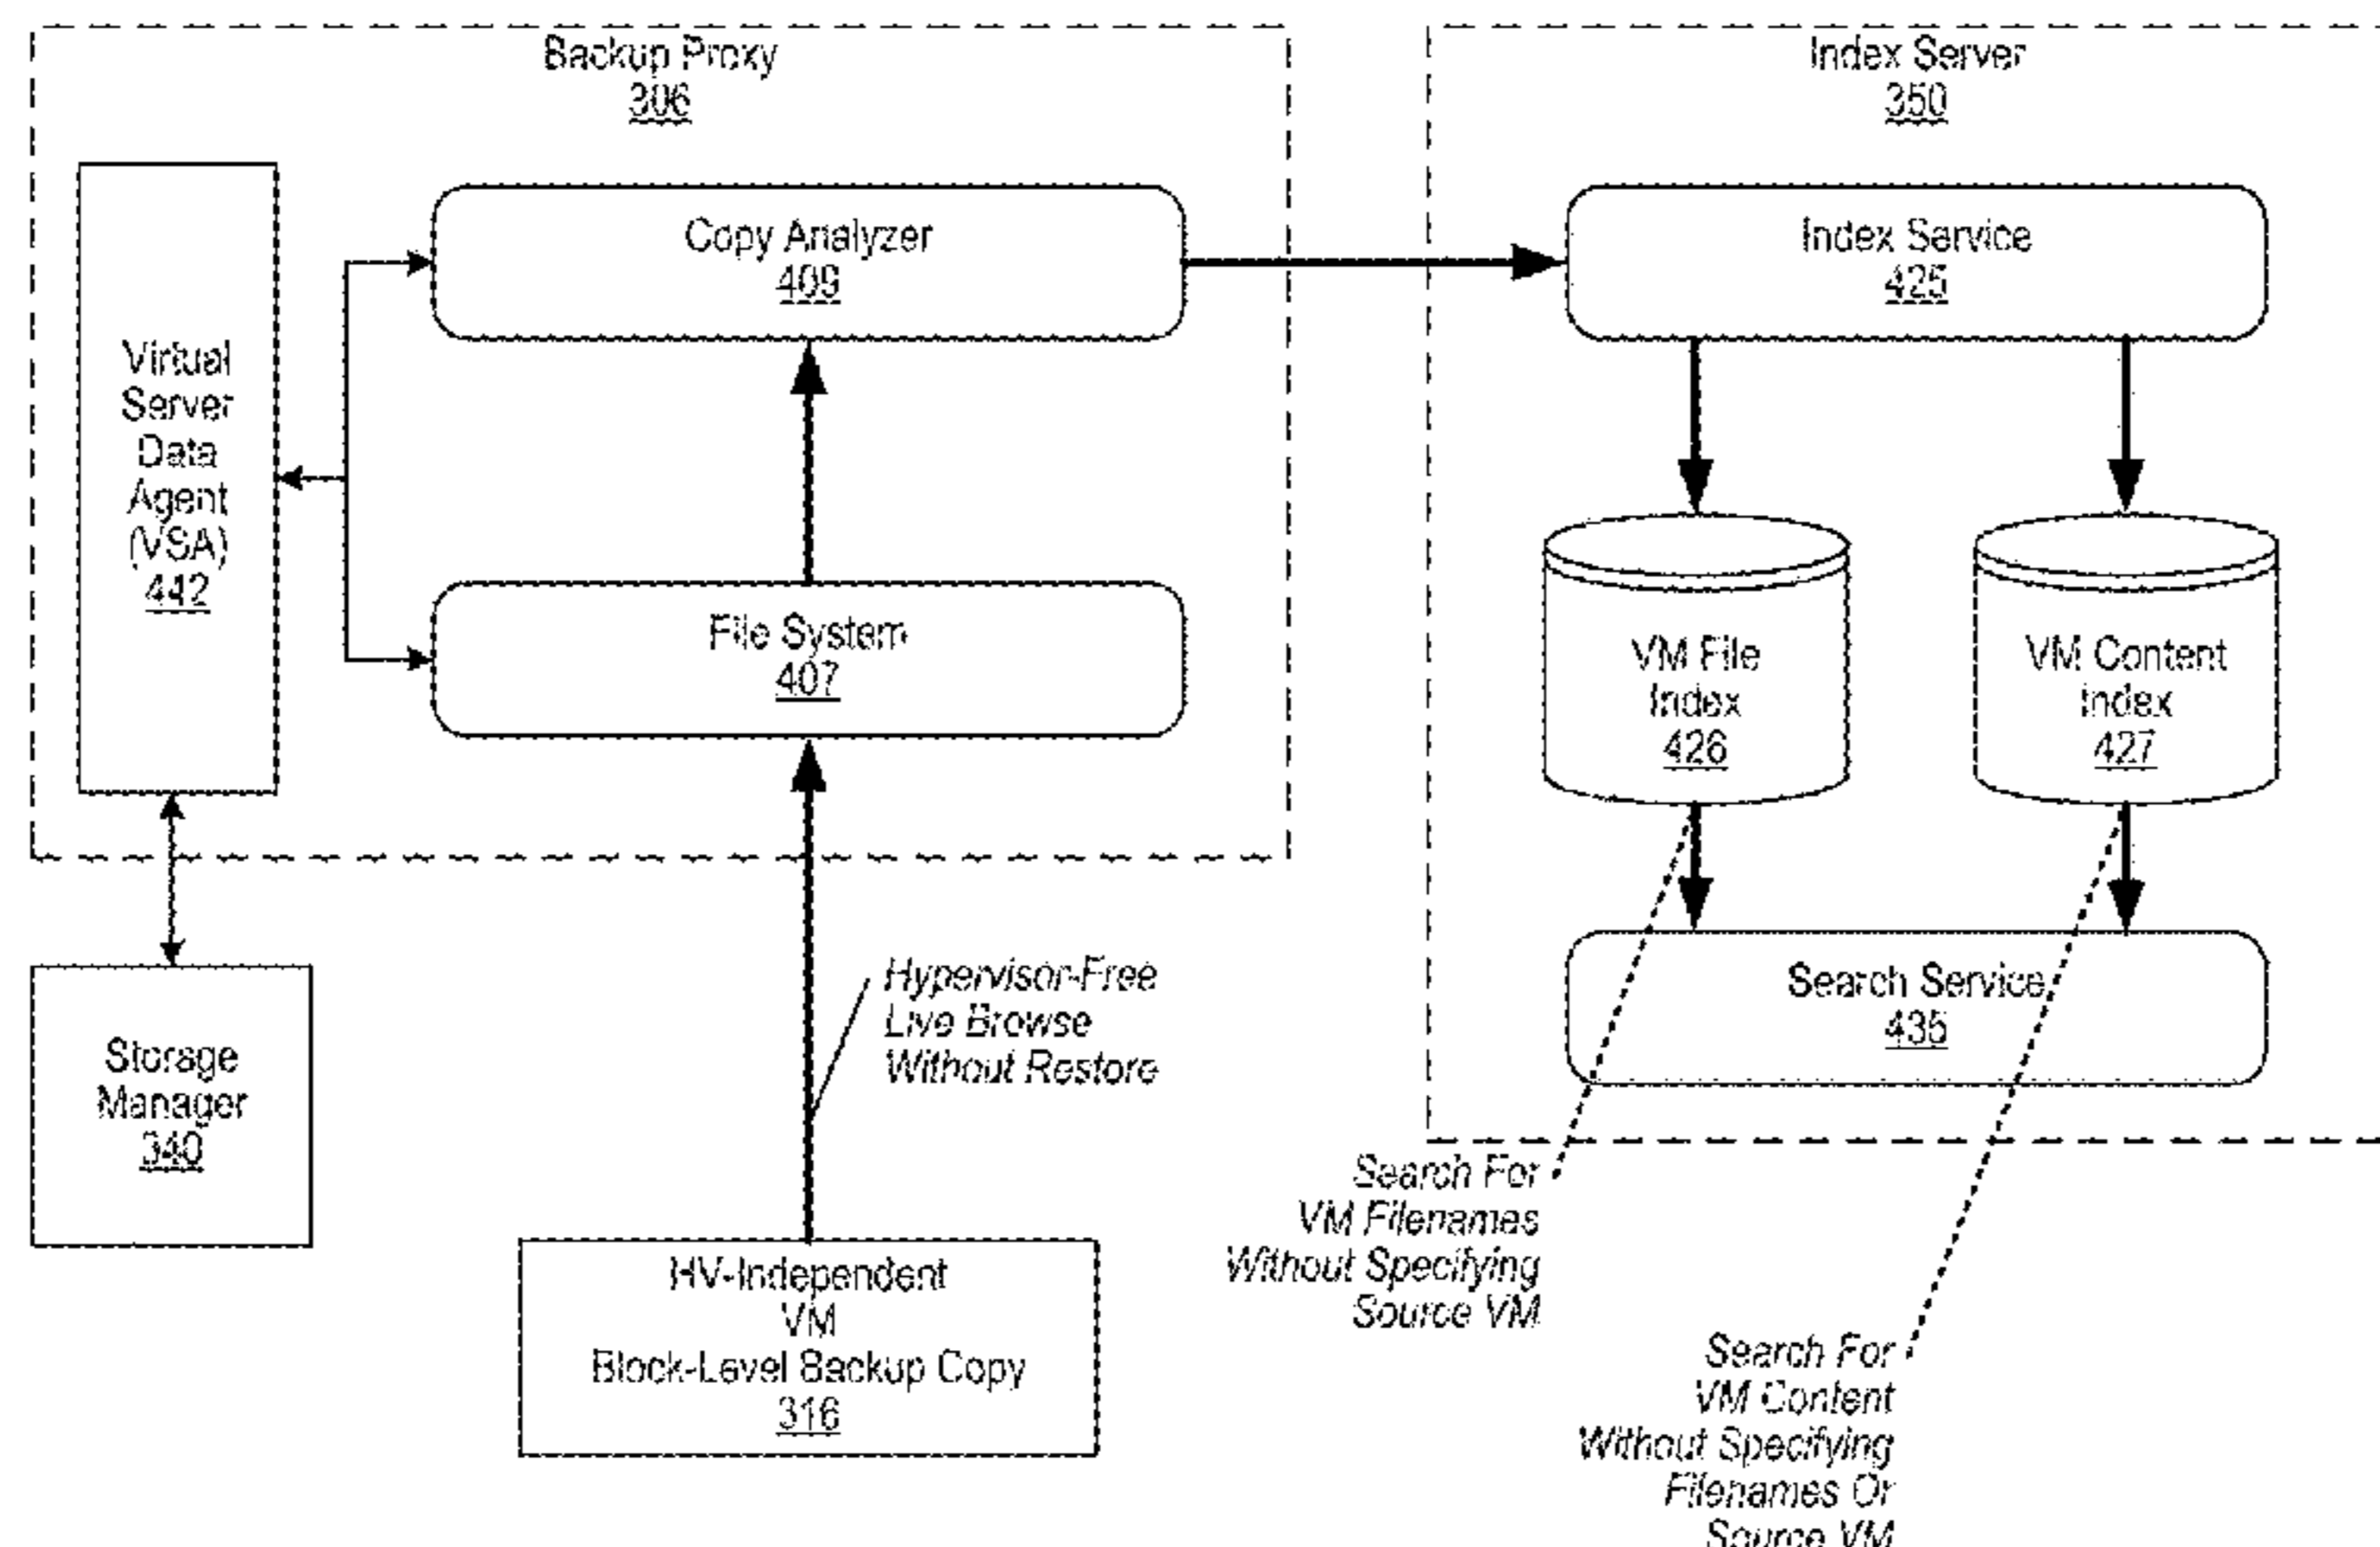 Backup Proxy
306
Virtual
Server
Data
Agent
(VSA)
442
Copy Analyzer
409
File System
407
Storage
Manager
340
Hypervisor-Free
Live Browse
Without Restore
HV-Independent
VM
Block-Level Backup Copy
316
Index Server
350
Index Service
425
VM File
Index
426
VM Content
Index
427
Search Service
435
Search For
VM Filenames
Without Specifying
Source VM
Search For
VM Content
Without Specifying
Filenames Or
Source VM